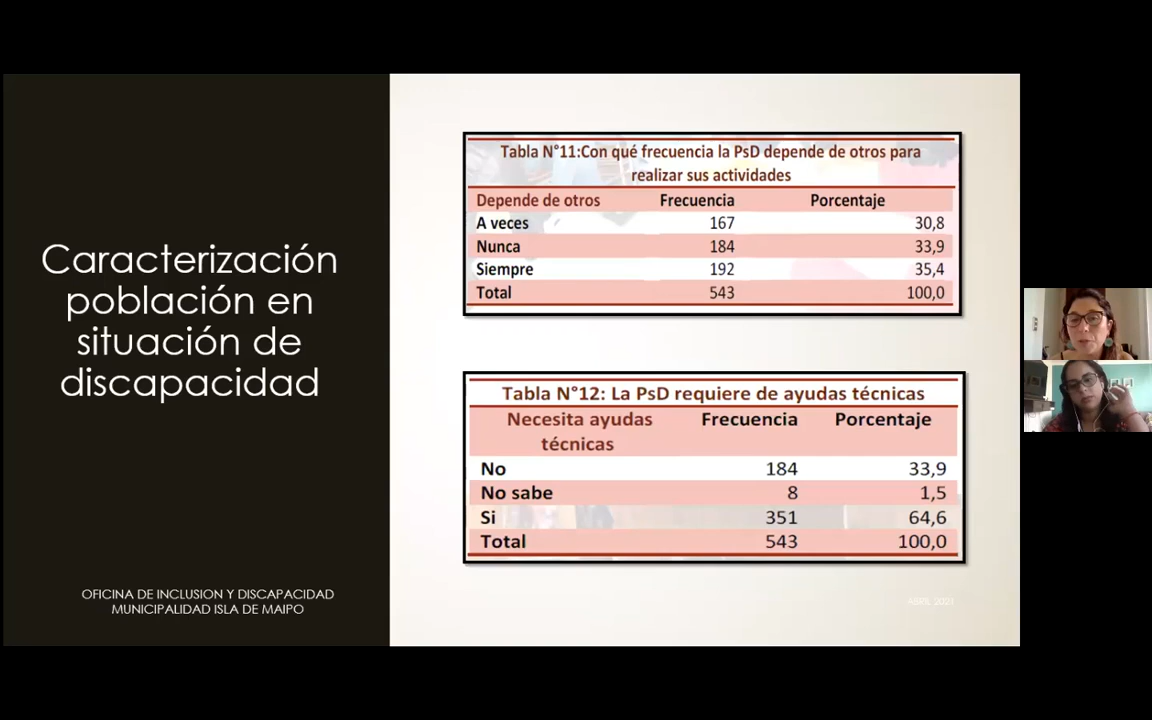 Caracterización
población en
situación de
discapacidad
OFICINA DE INCLUSION Y DISCAPACIDAD
MUNICIPALIDAD ISLA DE MAIPO
Tabla N°11:Con qué frecuencia la PsD depende de otros para
realizar sus actividades
Depende de otros Frecuencia Porcentaje
A veces 167 30,8
Nunca 184 33,9
Siempre 192 35,4
Total 543 100,0
Tabla N°12: La PsD requiere de ayudas técnicas
Necesita ayudas técnicas Frecuencia Porcentaje
No 184 33,9
No sabe 8 1,5
Si 351 64,6
Total 543 100,0
ABRIL 2021